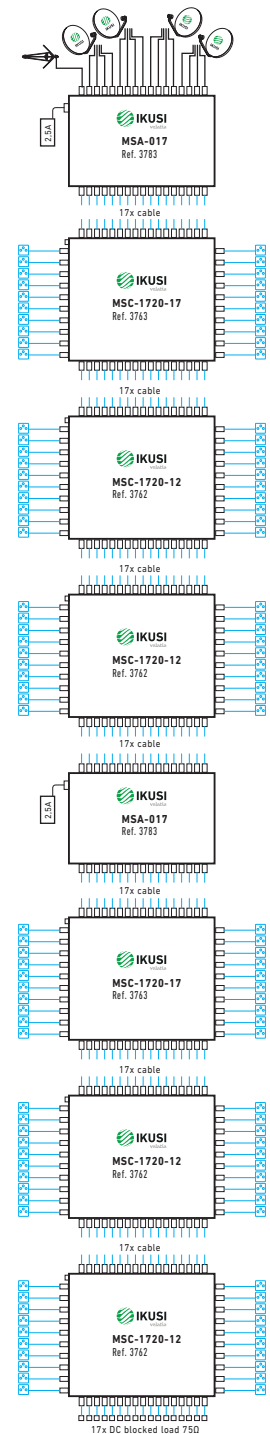 IKUSI
velatia
MSA-017
Ref. 3783
2.5A
17x cable
IKUSI
velatia
MSC-1720-17
Ref. 3763
17x cable
IKUSI
velatia
MSC-1720-12
Ref. 3762
17x cable
IKUSI
velatia
MSC-1720-12
Ref. 3762
17x cable
IKUSI
velatia
MSA-017
Ref. 3783
2.5A
17x cable
IKUSI
velatia
MSC-1720-17
Ref. 3763
17x cable
IKUSI
velatia
MSC-1720-12
Ref. 3762
17x cable
IKUSI
velatia
MSC-1720-12
Ref. 3762
17x DC blocked load 75Ω